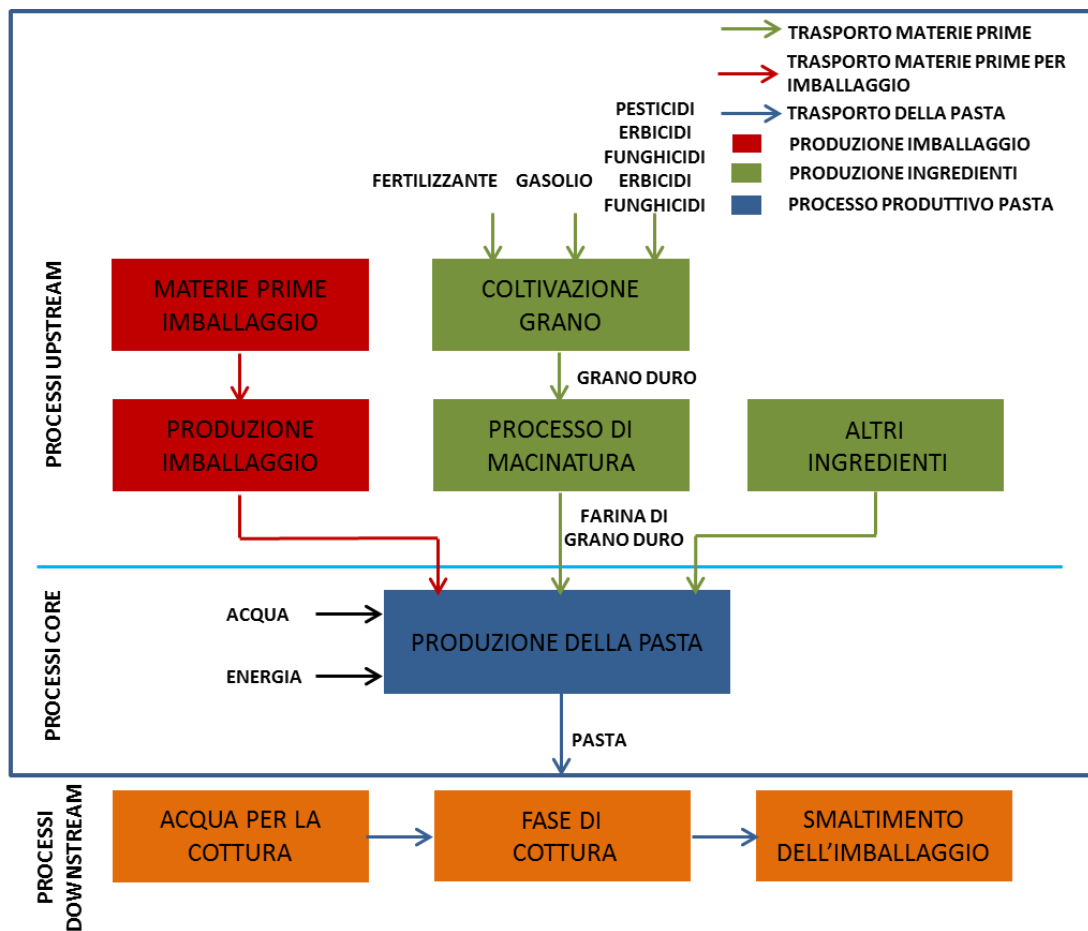 TRASPORTO MATERIE PRIME
TRASPORTO MATERIE PRIME PER
IMBALLAGGIO
TRASPORTO DELLA PASTA
PRODUZIONE IMBALLAGGIO
PRODUZIONE INGREDIENTI
PROCESSO PRODUTTIVO PASTA
PESTICIDI
ERBICIDI
FUNGHICIDI
ERBICIDI
FUNGHICIDI
FERTILIZZANTE
GASOLIO
PROCESSI UPSTREAM
MATERIE PRIME
IMBALLAGGIO
COLTIVAZIONE
GRANO
GRANO DURO
PRODUZIONE
IMBALLAGGIO
PROCESSO DI
MACINATURA
ALTRI
INGREDIENTI
FARINA DI
GRANO DURO
PROCESSI CORE
ACQUA
ENERGIA
PRODUZIONE DELLA PASTA
PASTA
PROCESSI
DOWNSTREAM
ACQUA PER LA
COTTURA
FASE DI
COTTURA
SMALTIMENTO
DELL'IMBALLAGGIO